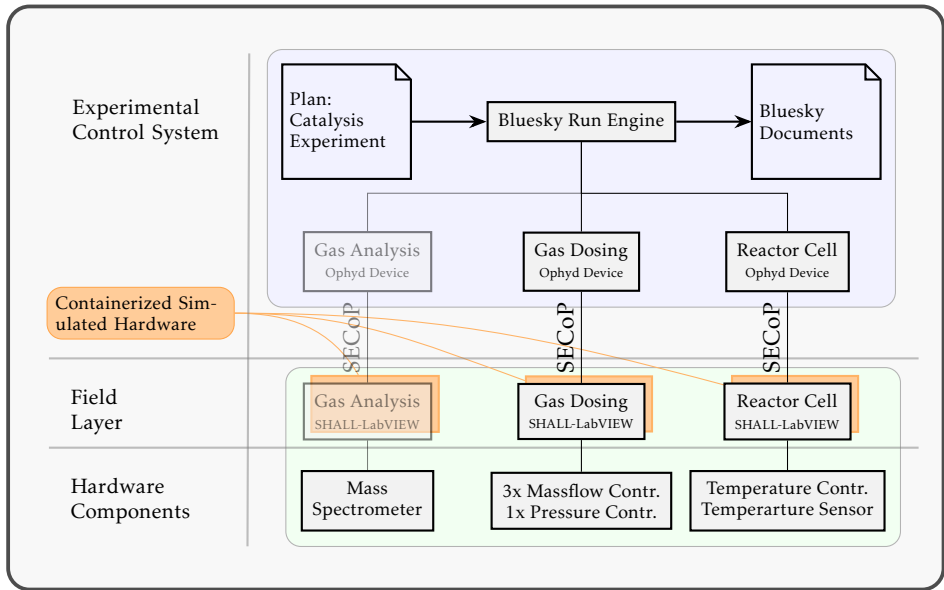 Experimental
Control System
Plan:
Catalysis
Experiment
Bluesky Run Engine
Bluesky
Documents
Gas Analysis
Ophyd Device
Gas Dosing
Ophyd Device
Reactor Cell
Ophyd Device
Containerized Sim-
ulated Hardware
SECoP
SECoP
SECoP
Field
Layer
Gas Analysis
SHALL-LabVIEW
Gas Dosing
SHALL-LabVIEW
Reactor Cell
SHALL-LabVIEW
Hardware
Components
Mass
Spectrometer
3x Massflow Contr.
1x Pressure Contr.
Temperature Contr.
Temperarture Sensor